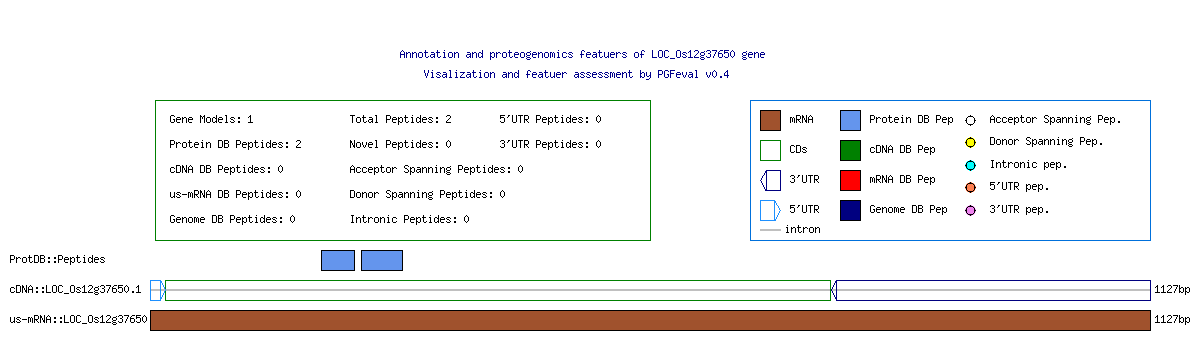 Annotation and proteogenomics featuers of LOC_Os12g37650 gene
Visalization and featuer assessment by PGFeval v0.4
Gene Models: 1 Total Peptides: 2 5'UTR Peptides: 0
Protein DB Peptides: 2 Novel Peptides: 0 3'UTR Peptides: 0
cDNA DB Peptides: 0 Acceptor Spanning Peptides: 0
us-mRNA DB Peptides: 0 Donor Spanning Peptides: 0
Genome DB Peptides: 0 Intronic Peptides: 0
mRNA Protein DB Pep Acceptor Spanning Pep.
CDs cDNA DB Pep Donor Spanning Pep.
3'UTR mRNA DB Pep Intronic pep.
5'UTR Genome DB Pep 5'UTR pep.
3'UTR pep.
intron
ProtDB::Peptides
cDNA::LOC_Os12g37650.1 1127bp
us-mRNA::LOC_Os12g37650 1127bp